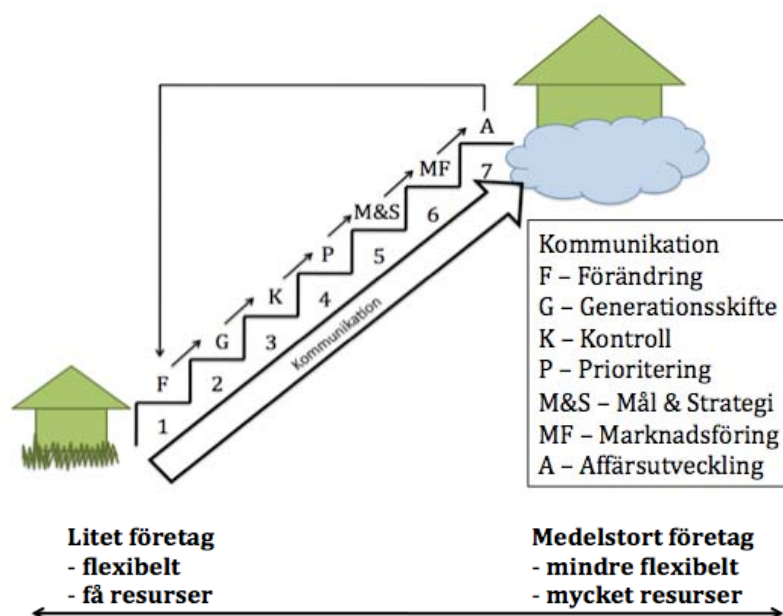 A
MF
7
M&S
6
P
5
K
4
G
3
F
2
1
Kommunikation
Kommunikation
F – Förändring
G – Generationsskifte
K – Kontroll
P – Prioritering
M&S – Mål & Strategi
MF – Marknadsföring
A – Affärsutveckling
Litet företag
- flexibelt
- få resurser
Medelstort företag
- mindre flexibelt
- mycket resurser